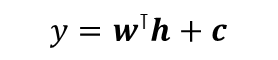 y = w⊤h + c